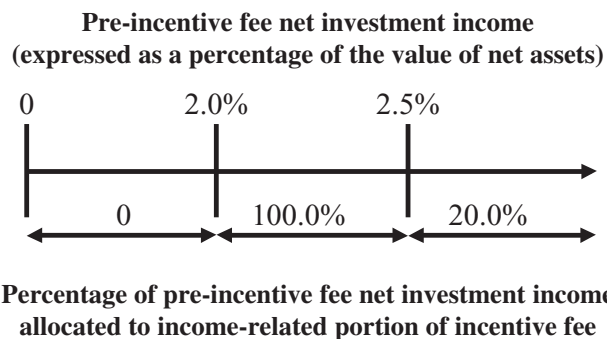 Pre-incentive fee net investment income
(expressed as a percentage of the value of net assets)
0 2.0% 2.5%
0 100.0% 20.0%
Percentage of pre-incentive fee net investment income
allocated to income-related portion of incentive fee